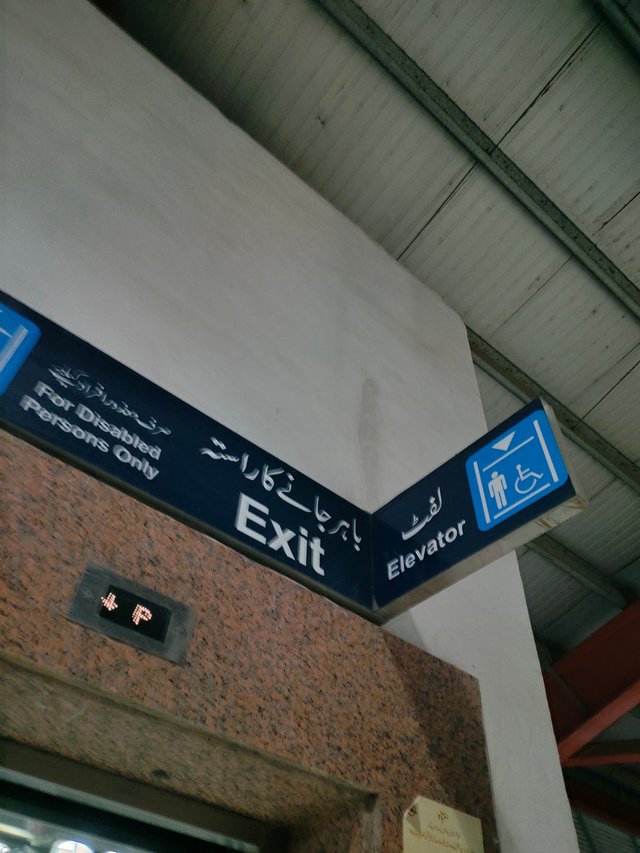 صرف معذور افراد کیلئے
For Disabled
Persons Only
باہر جانے کا راستہ
Exit
لفٹ
Elevator
↓ P